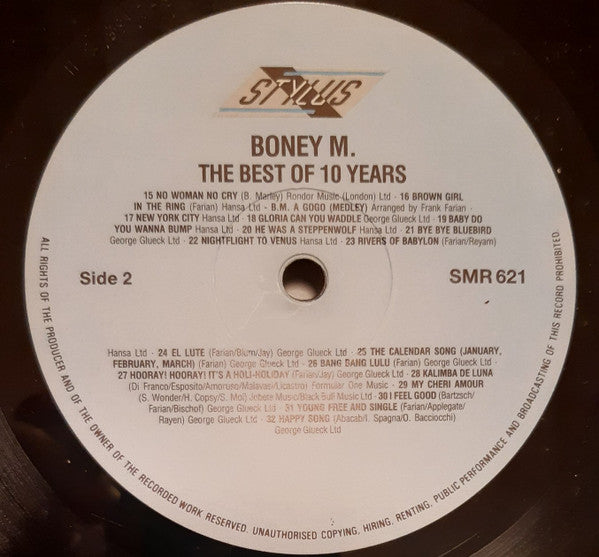 STYLUS
BONEY M.
THE BEST OF 10 YEARS
15 NO WOMAN NO CRY (B. Marley) Rondor Music (London) Ltd · 16 BROWN GIRL
IN THE RING (Farian) Hansa Ltd · B.M. A GOGO (MEDLEY) Arranged by Frank Farian ·
17 NEW YORK CITY Hansa Ltd · 18 GLORIA CAN YOU WADDLE George Glueck Ltd · 19 BABY DO
YOU WANNA BUMP Hansa Ltd · 20 HE WAS A STEPPENWOLF Hansa Ltd · 21 BYE BYE BLUEBIRD
George Glueck Ltd · 22 NIGHTFLIGHT TO VENUS Hansa Ltd · 23 RIVERS OF BABYLON (Farian/Reyam)
Side 2
SMR 621
Hansa Ltd · 24 EL LUTE (Farian/Blum/Jay) George Glueck Ltd · 25 THE CALENDAR SONG (JANUARY,
FEBRUARY, MARCH) (Farian) George Glueck Ltd · 26 BANG BANG LULU (Farian) George Glueck Ltd ·
27 HOORAY! HOORAY! IT'S A HOLI-HOLIDAY (Farian/Jay) George Glueck Ltd · 28 KALIMBA DE LUNA
(Di Franco/Esposito/Amoruso/Malavasi/Licastro) Formular One Music · 29 MY CHERI AMOUR
(S. Wonder/H. Copsy/S. Moi) Jobete Music/Black Bull Music Ltd · 30 I FEEL GOOD (Bartzsch/
Farian/Bischof) George Glueck Ltd · 31 YOUNG FREE AND SINGLE (Farian/Applegate/
Rayen) George Glueck Ltd · 32 HAPPY SONG (Abacab/I. Spagna/O. Bacciocchi)
George Glueck Ltd
ALL RIGHTS OF THE PRODUCER AND OF THE OWNER OF THE RECORDED WORK RESERVED. UNAUTHORISED COPYING, HIRING, RENTING, PUBLIC PERFORMANCE AND BROADCASTING OF THIS RECORD PROHIBITED.